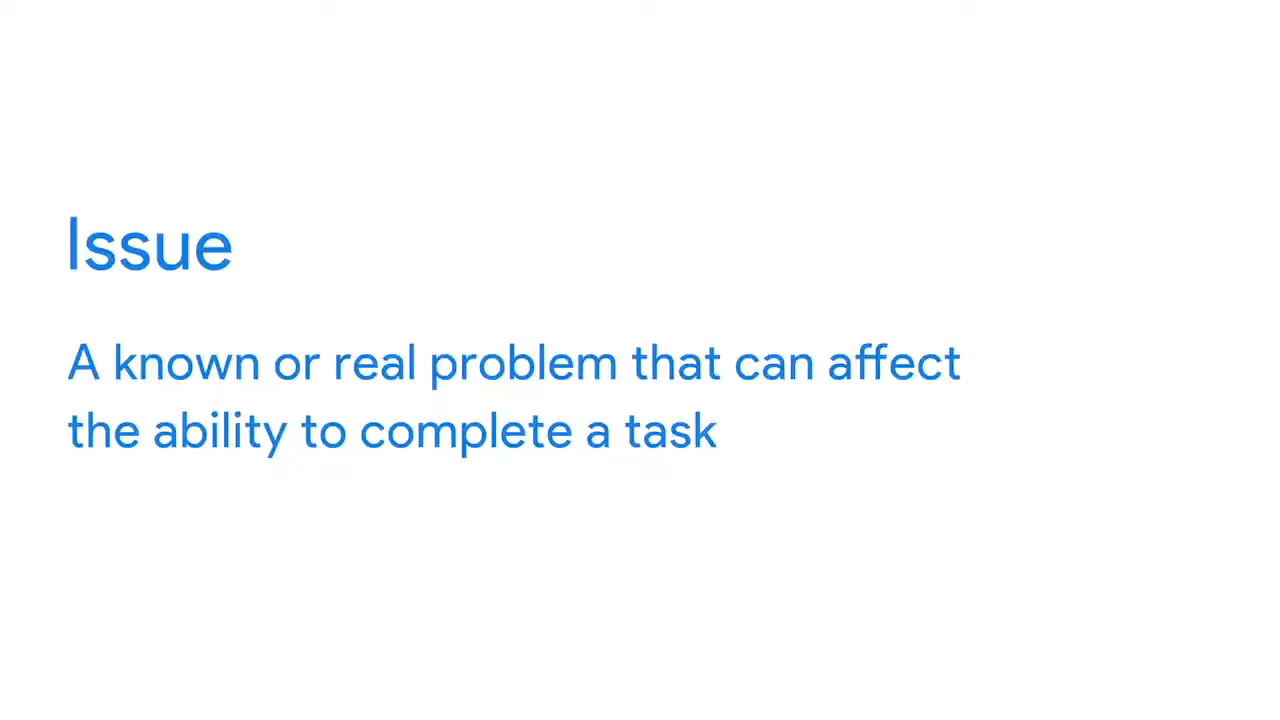 Issue
A known or real problem that can affect
the ability to complete a task